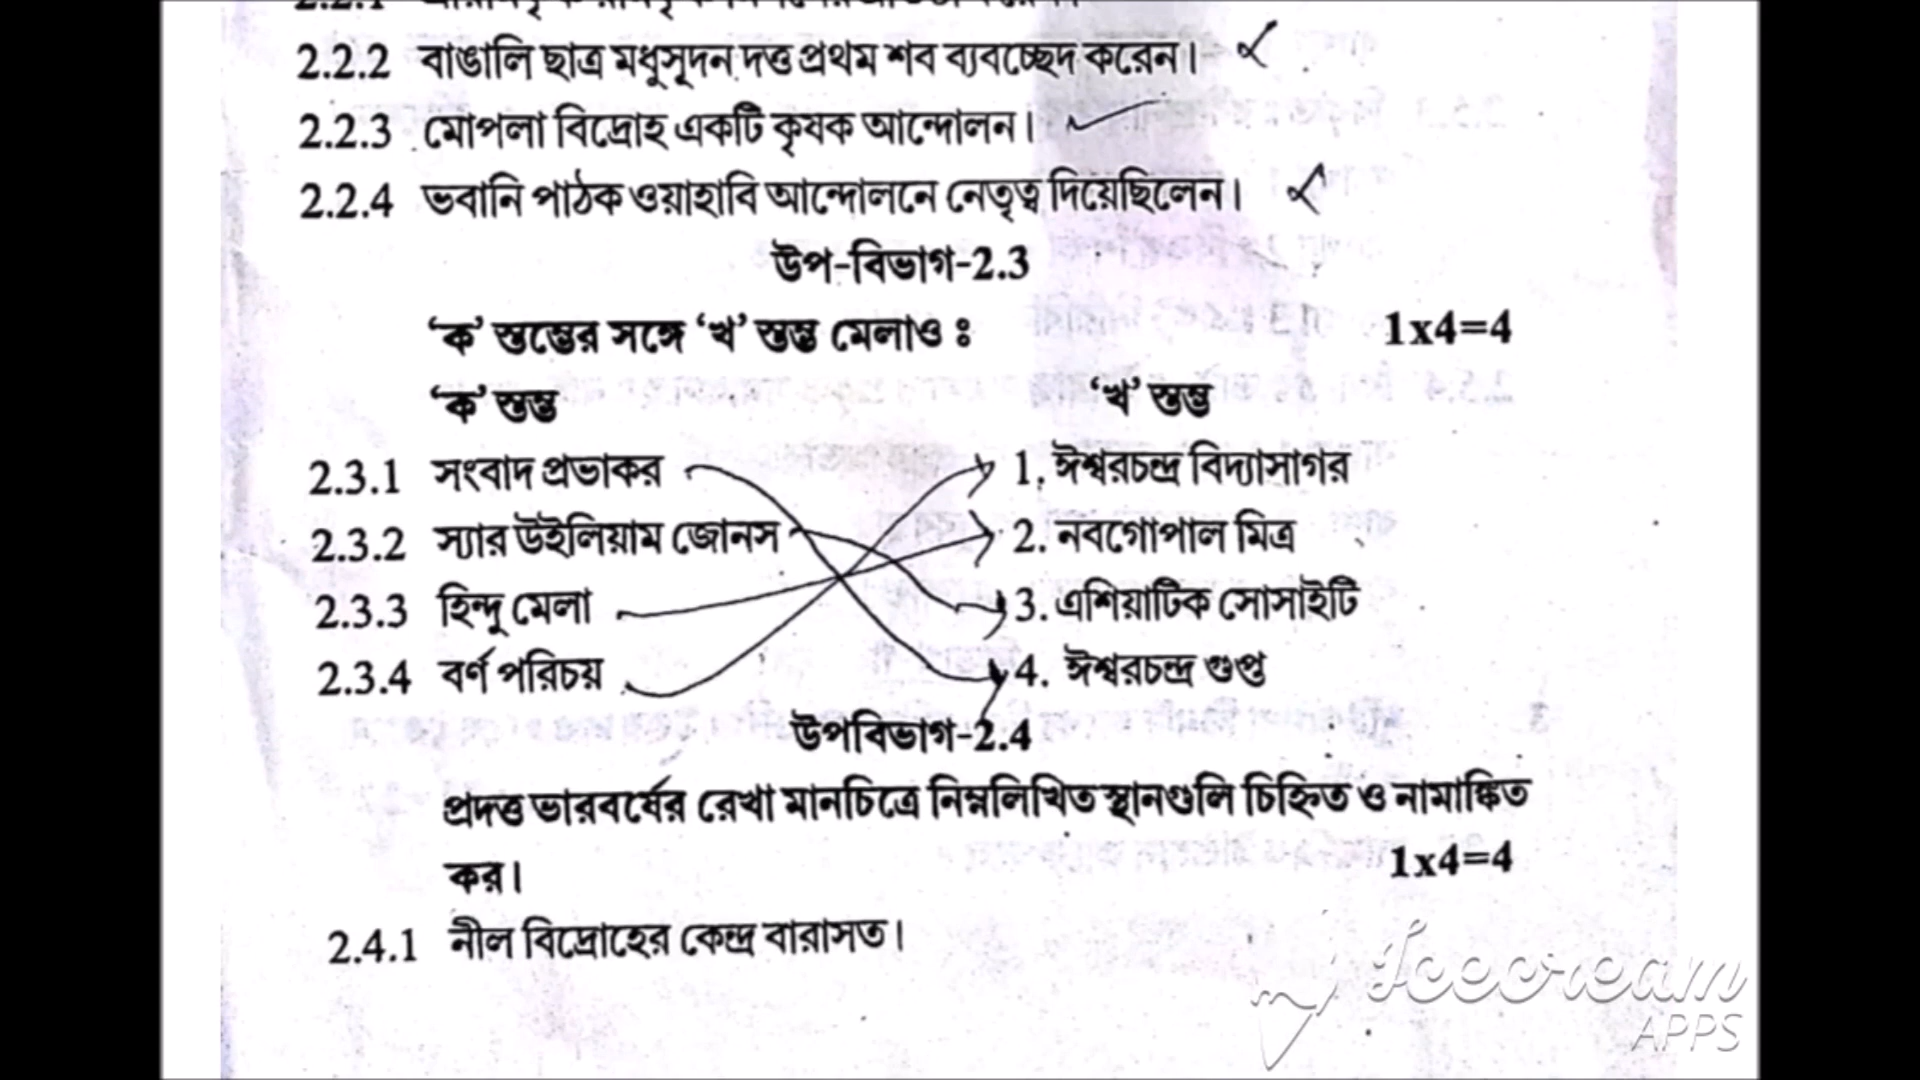 2.2.2 বাঙালি ছাত্র মধুসূদন দত্ত প্রথম শব ব্যবচ্ছেদ করেন।
2.2.3 মোপলা বিদ্রোহ একটি কৃষক আন্দোলন।
2.2.4 ভবানি পাঠক ওয়াহাবি আন্দোলনে নেতৃত্ব দিয়েছিলেন।
উপ-বিভাগ-2.3
‘ক’ স্তম্ভের সঙ্গে ‘খ’ স্তম্ভ মেলাও ঃ 1x4=4
‘ক’ স্তম্ভ ‘খ’ স্তম্ভ
2.3.1 সংবাদ প্রভাকর 1. ঈশ্বরচন্দ্র বিদ্যাসাগর
2.3.2 স্যার উইলিয়াম জোনস 2. নবগোপাল মিত্র
2.3.3 হিন্দু মেলা 3. এশিয়াটিক সোসাইটি
2.3.4 বর্ণ পরিচয় 4. ঈশ্বরচন্দ্র গুপ্ত
উপবিভাগ-2.4
প্রদত্ত ভারবর্ষের রেখা মানচিত্রে নিম্নলিখিত স্থানগুলি চিহ্নিত ও নামাঙ্কিত
কর। 1x4=4
2.4.1 নীল বিদ্রোহের কেন্দ্র বারাসত।
Icecream
APPS